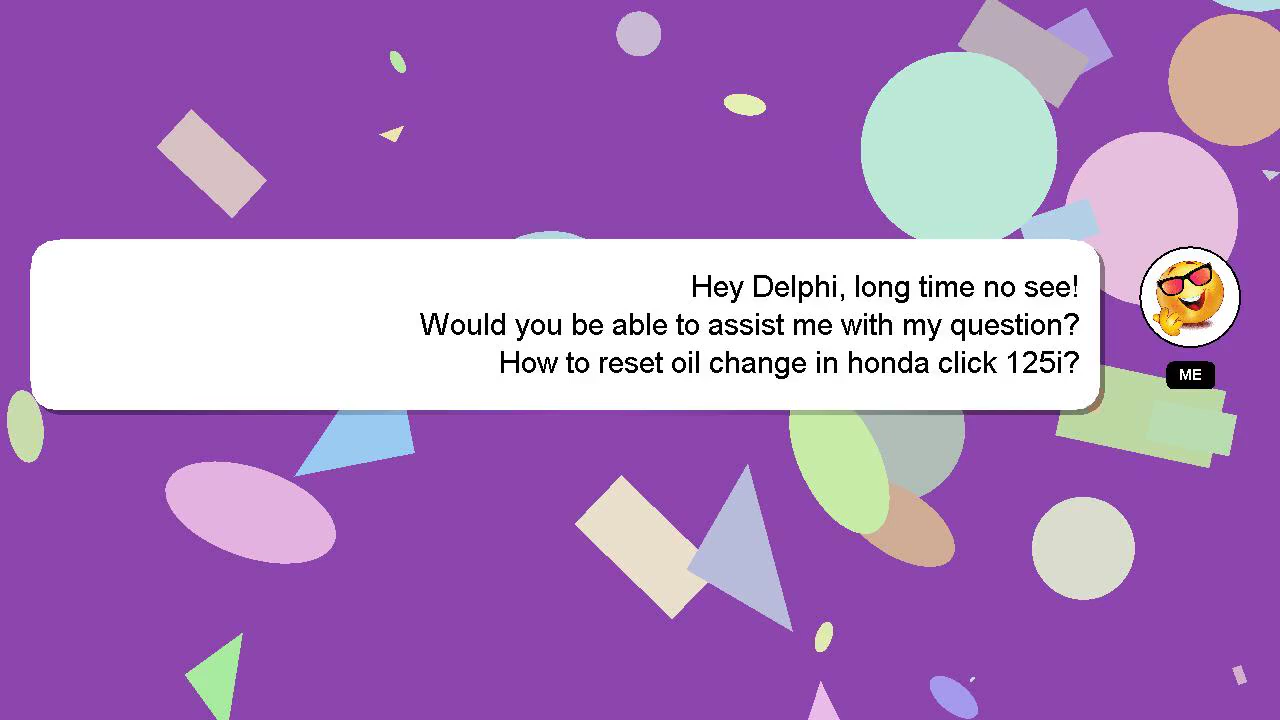 Hey Delphi, long time no see!
Would you be able to assist me with my question?
How to reset oil change in honda click 125i?
ME